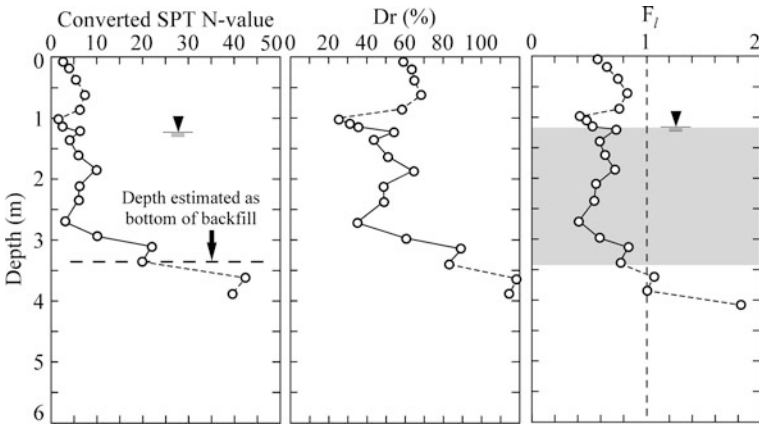 Converted SPT N-value
0 10 20 30 40 50
Dr (%)
0 20 40 60 80 100
F_l
0 1 2
Depth (m)
0
1
2
3
4
5
6
Depth estimated as
bottom of backfill